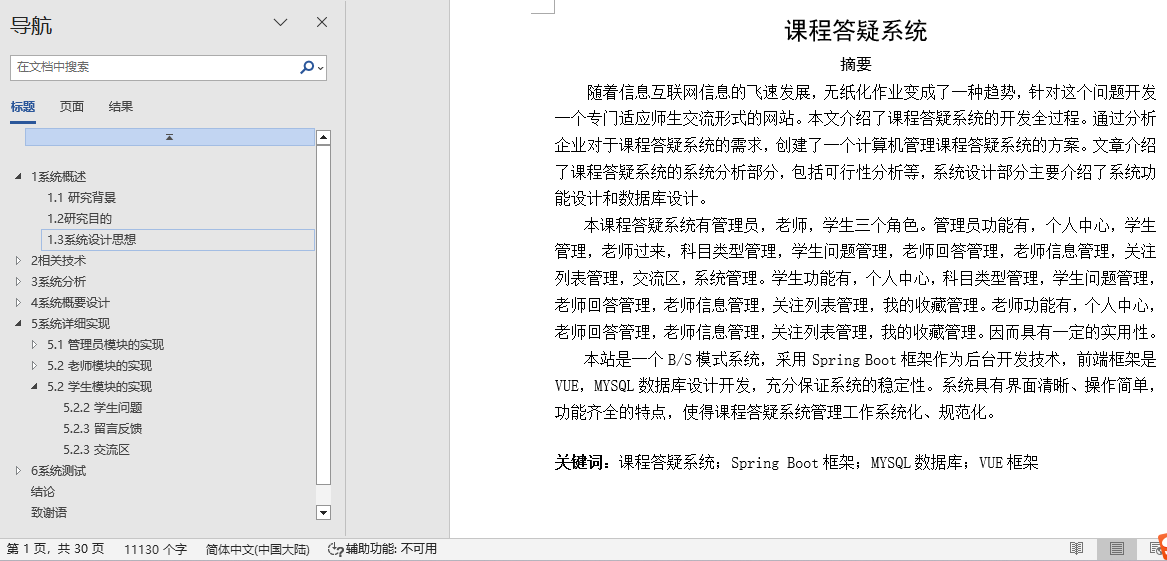 导航
在文档中搜索
标题 页面 结果
1系统概述
1.1 研究背景
1.2研究目的
1.3系统设计思想
2相关技术
3系统分析
4系统概要设计
5系统详细实现
5.1 管理员模块的实现
5.2 老师模块的实现
5.2 学生模块的实现
5.2.2 学生问题
5.2.3 留言反馈
5.2.3 交流区
6系统测试
结论
致谢语
课程答疑系统
摘要
随着信息互联网信息的飞速发展，无纸化作业变成了一种趋势，针对这个问题开发
一个专门适应师生交流形式的网站。本文介绍了课程答疑系统的开发全过程。通过分析
企业对于课程答疑系统的需求，创建了一个计算机管理课程答疑系统的方案。文章介绍
了课程答疑系统的系统分析部分，包括可行性分析等，系统设计部分主要介绍了系统功
能设计和数据库设计。
本课程答疑系统有管理员，老师，学生三个角色。管理员功能有，个人中心，学生
管理，老师过来，科目类型管理，学生问题管理，老师回答管理，老师信息管理，关注
列表管理，交流区，系统管理。学生功能有，个人中心，科目类型管理，学生问题管理，
老师回答管理，老师信息管理，关注列表管理，我的收藏管理。老师功能有，个人中心，
老师回答管理，老师信息管理，关注列表管理，我的收藏管理。因而具有一定的实用性。
本站是一个 B/S 模式系统，采用 Spring Boot 框架作为后台开发技术，前端框架是
VUE，MYSQL 数据库设计开发，充分保证系统的稳定性。系统具有界面清晰、操作简单，
功能齐全的特点，使得课程答疑系统管理工作系统化、规范化。
关键词：课程答疑系统；Spring Boot 框架；MYSQL 数据库；VUE 框架
第 1 页，共 30 页 11130 个字 简体中文(中国大陆) 辅助功能: 不可用